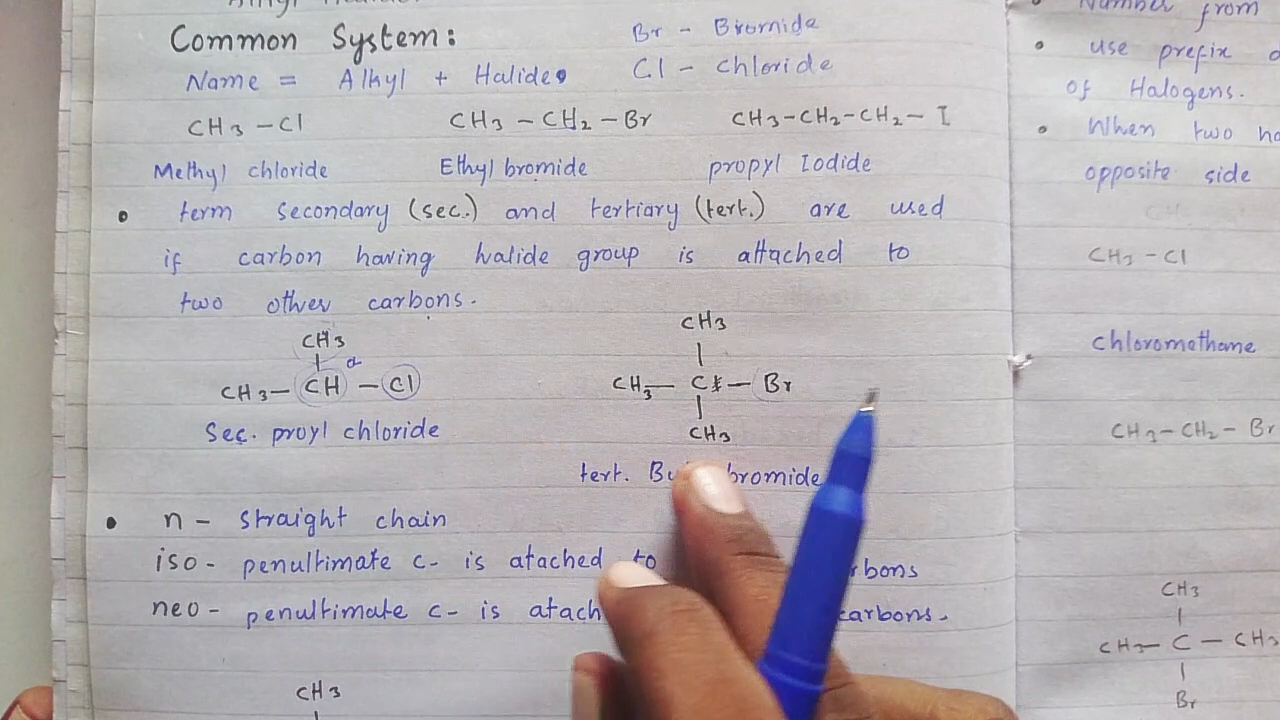 Common System:
Br - Bromide
Name = Alkyl + Halide
Cl - chloride
CH3 - Cl
CH3 - CH2 - Br
CH3-CH2-CH2- I
Methyl chloride
Ethyl bromide
propyl Iodide
• term secondary (sec.) and tertiary (tert.) are used
if carbon having halide group is attached to
two other carbons.
CH3
CH3
α
CH3- CH - Cl
CH3- C* - Br
CH3
Sec. proyl chloride
tert. bromide
• n - straight chain
iso - penultimate c- is atached to
neo - penultimate c- is carbons.
CH3
from
• use prefix
of Halogens.
• When two
opposite side
CH3 - Cl
chloromethane
CH3-CH2- Br
CH3
CH3- C - CH3
Br